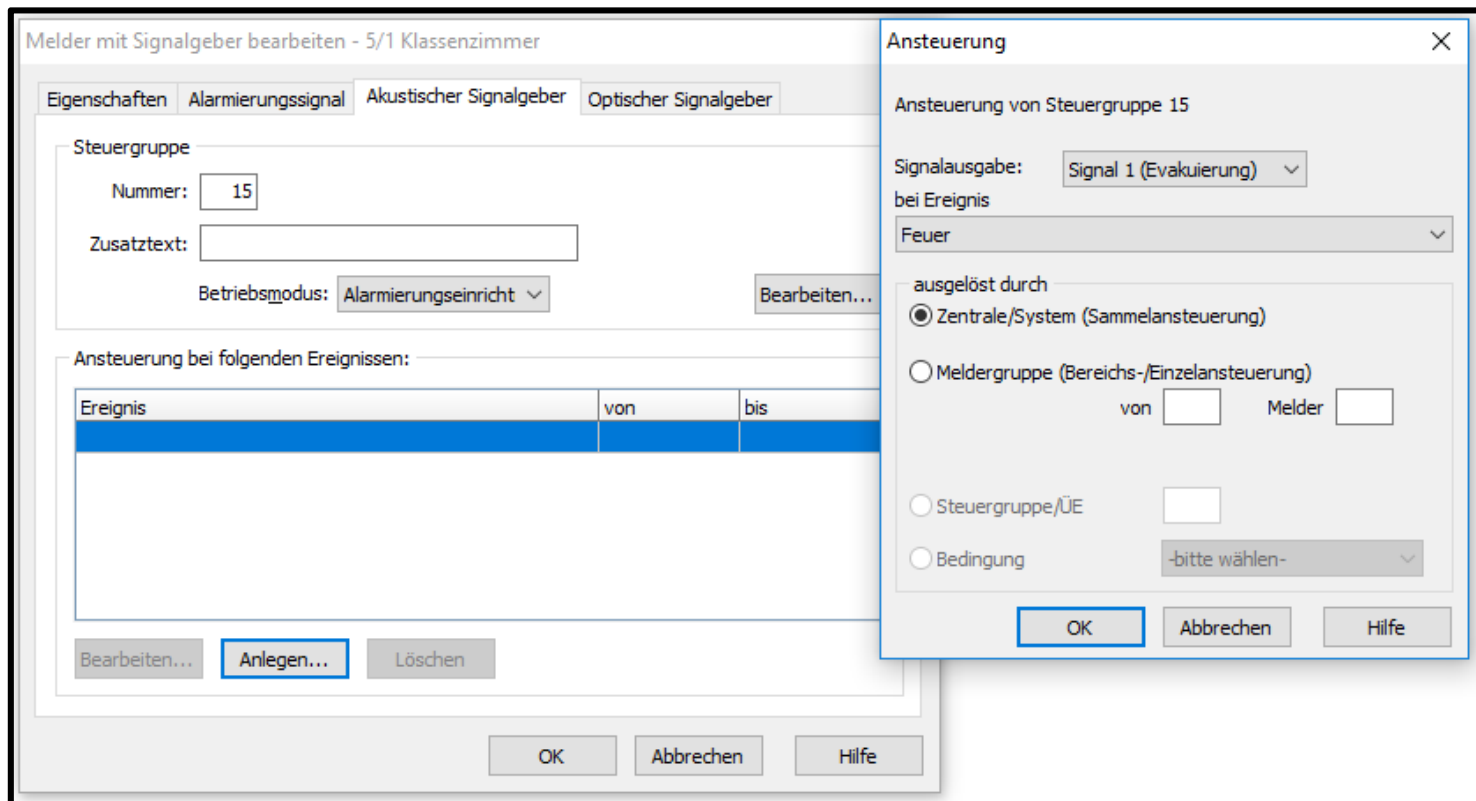 Melder mit Signalgeber bearbeiten - 5/1 Klassenzimmer
Eigenschaften Alarmierungssignal Akustischer Signalgeber Optischer Signalgeber
Steuergruppe
Nummer: 15
Zusatztext:
Betriebsmodus: Alarmierungseinricht Bearbeiten...
Ansteuerung bei folgenden Ereignissen:
Ereignis von bis
Bearbeiten... Anlegen... Löschen
OK Abbrechen Hilfe
Ansteuerung
Ansteuerung von Steuergruppe 15
Signalausgabe: Signal 1 (Evakuierung)
bei Ereignis
Feuer
ausgelöst durch
Zentrale/System (Sammelansteuerung)
Meldergruppe (Bereichs-/Einzelansteuerung)
von Melder
Steuergruppe/ÜE
Bedingung -bitte wählen-
OK Abbrechen Hilfe